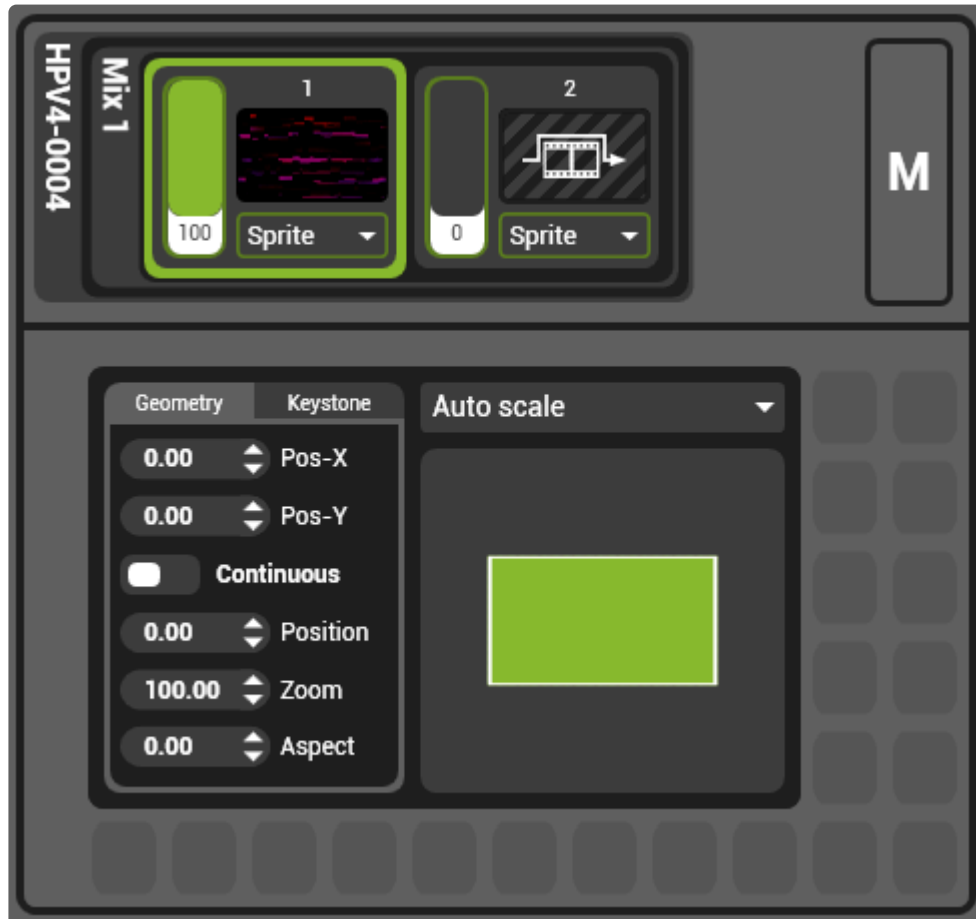 HPV4-0004
Mix 1
1
100
Sprite
2
0
Sprite
M
Geometry Keystone
0.00 Pos-X
0.00 Pos-Y
Continuous
0.00 Position
100.00 Zoom
0.00 Aspect
Auto scale